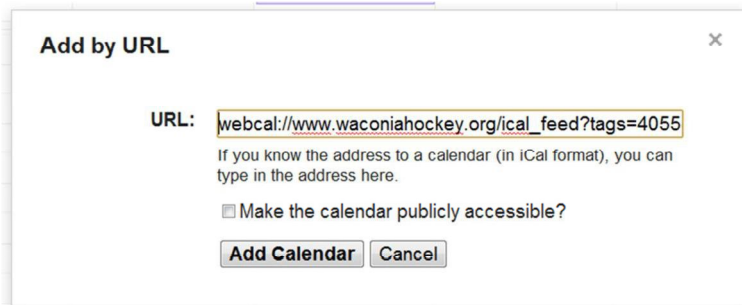 Add by URL
×
URL: webcal://www.waconiahockey.org/ical_feed?tags=4055
If you know the address to a calendar (in iCal format), you can
type in the address here.
Make the calendar publicly accessible?
Add Calendar Cancel